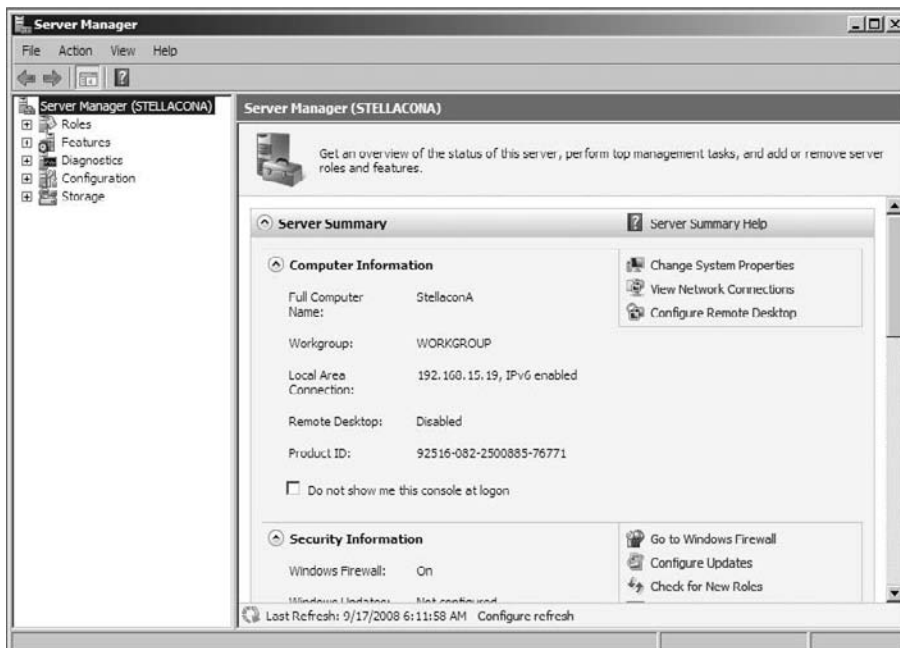 Server Manager
File Action View Help
Server Manager (STELLACONA)
Roles
Features
Diagnostics
Configuration
Storage
Server Manager (STELLACONA)
Get an overview of the status of this server, perform top management tasks, and add or remove server
roles and features.
Server Summary
Server Summary Help
Computer Information
Full Computer
Name:
StellaconA
Workgroup:
WORKGROUP
Local Area
Connection:
192.168.15.19, IPv6 enabled
Remote Desktop:
Disabled
Product ID:
92516-082-2500885-76771
Do not show me this console at logon
Change System Properties
View Network Connections
Configure Remote Desktop
Security Information
Windows Firewall:
On
Windows Updates:
Not configured
Go to Windows Firewall
Configure Updates
Check for New Roles
Last Refresh: 9/17/2008 6:11:58 AM Configure refresh